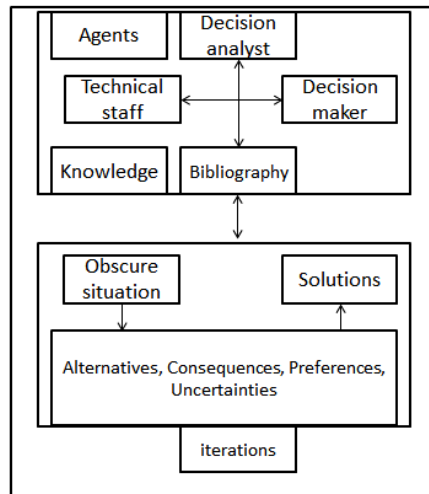 Agents
Decision
analyst
Technical
staff
Decision
maker
Knowledge
Bibliography
Obscure
situation
Solutions
Alternatives, Consequences, Preferences,
Uncertainties
iterations